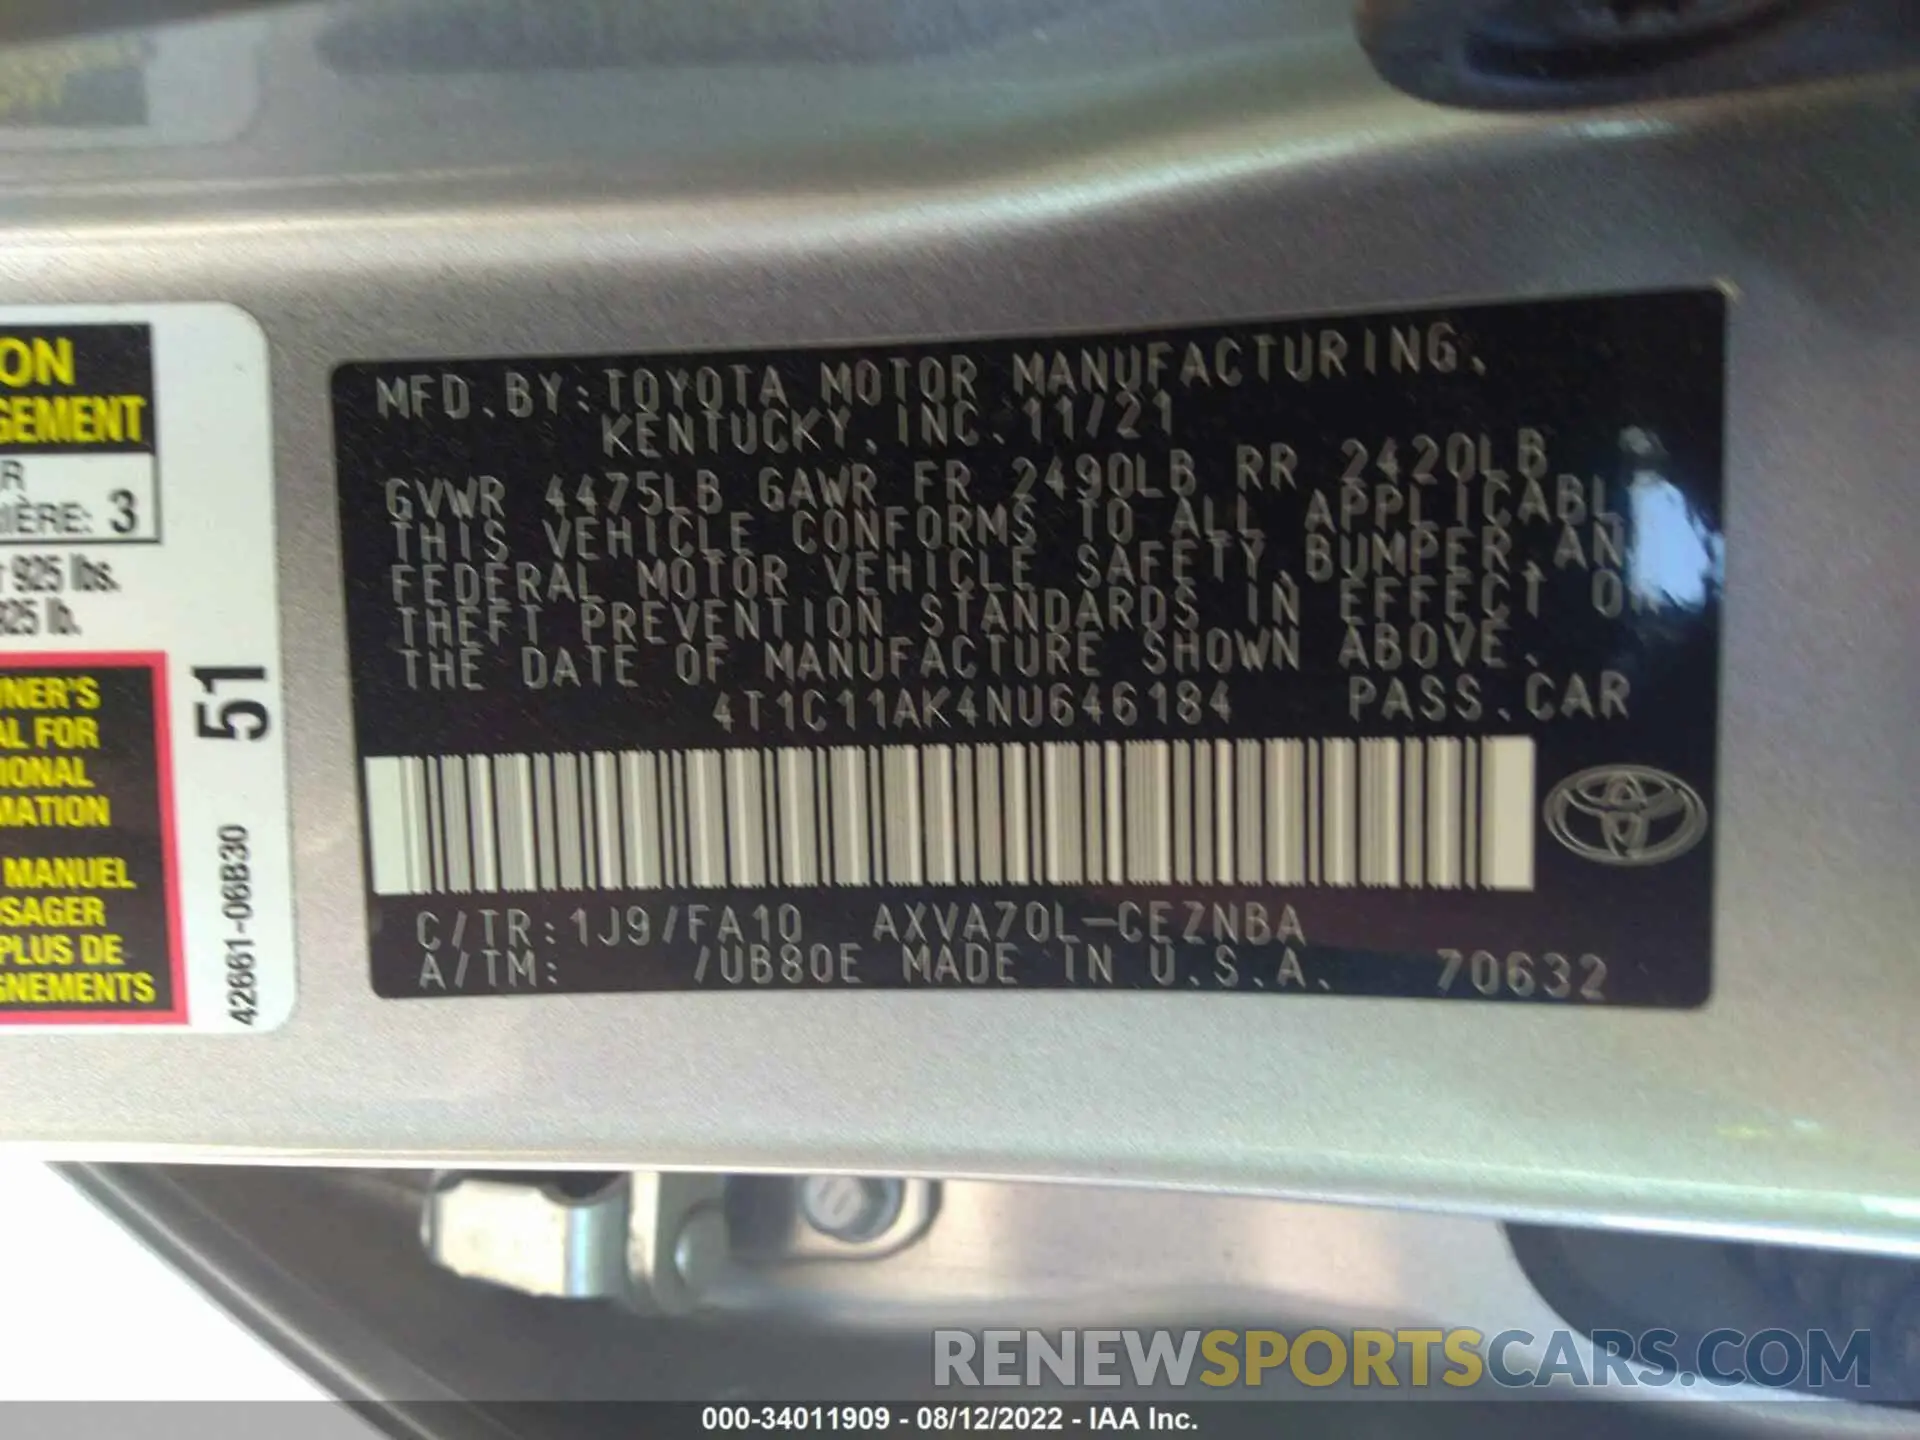 ON
GEMENT
R
IÈRE: 3
925 lbs.
825 lb.
NER'S
AL FOR
IONAL
MATION
MANUEL
SAGER
PLUS DE
GNEMENTS
51
42661-06B30
MFD. BY: TOYOTA MOTOR MANUFACTURING,
KENTUCKY, INC. 11/21
GVWR 4475LB GAWR FR 2490LB RR 2420LB
THIS VEHICLE CONFORMS TO ALL APPLICABL
FEDERAL MOTOR VEHICLE SAFETY, BUMPER, AN
THEFT PREVENTION STANDARDS IN EFFECT ON
THE DATE OF MANUFACTURE SHOWN ABOVE.
4T1C11AK4NU646184 PASS. CAR
C/TR: 1J9/FA10 AXVA70L-CEZNBA
A/TM: /UB80E MADE IN U.S.A. 70632
RENEWSPORTSCARS.COM
000-34011909 - 08/12/2022 - IAA Inc.